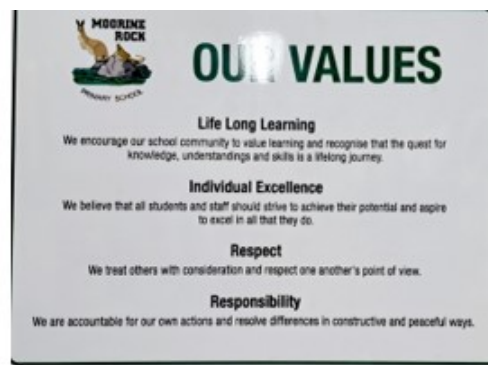 MOORINE
ROCK
PRIMARY SCHOOL
OUR VALUES
Life Long Learning
We encourage our school community to value learning and recognise that the quest for
knowledge, understandings and skills is a lifelong journey.
Individual Excellence
We believe that all students and staff should strive to achieve their potential and aspire
to excel in all that they do.
Respect
We treat others with consideration and respect one another's point of view.
Responsibility
We are accountable for our own actions and resolve differences in constructive and peaceful ways.